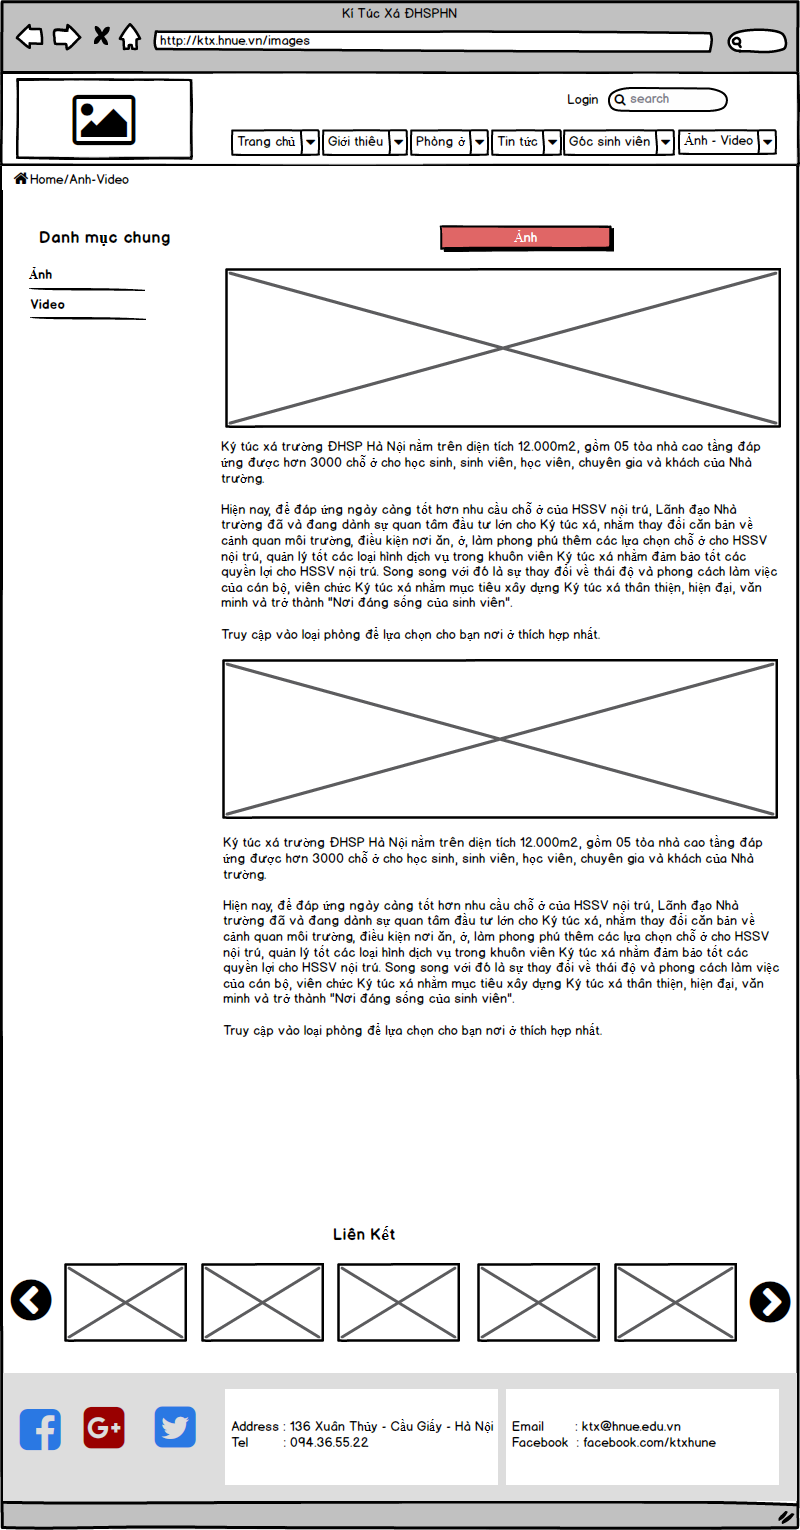 Kí Túc Xá ĐHSPHN
http://ktx.hnue.vn/images
Login
search
Trang chủ
Giới thiêu
Phòng ở
Tin tức
Góc sinh viên
Ảnh - Video
Home/Anh-Video
Danh mục chung
Ảnh
Ảnh
Video
Ký túc xá trường ĐHSP Hà Nội nằm trên diện tích 12.000m2, gồm 05 tòa nhà cao tầng đáp
ứng được hơn 3000 chỗ ở cho học sinh, sinh viên, học viên, chuyên gia và khách của Nhà
trường.
Hiện nay, để đáp ứng ngày càng tốt hơn nhu cầu chỗ ở của HSSV nội trú, Lãnh đạo Nhà
trường đã và đang dành sự quan tâm đầu tư lớn cho Ký túc xá, nhằm thay đổi căn bản về
cảnh quan môi trường, điều kiện nơi ăn, ở, làm phong phú thêm các lựa chọn chỗ ở cho HSSV
nội trú, quản lý tốt các loại hình dịch vụ trong khuôn viên Ký túc xá nhằm đảm bảo tốt các
quyền lợi cho HSSV nội trú. Song song với đó là sự thay đổi về thái độ và phong cách làm việc
của cán bộ, viên chức Ký túc xá nhằm mục tiêu xây dựng Ký túc xá thân thiện, hiện đại, văn
minh và trở thành "Nơi đáng sống của sinh viên".
Truy cập vào loại phòng để lựa chọn cho bạn nơi ở thích hợp nhất.
Ký túc xá trường ĐHSP Hà Nội nằm trên diện tích 12.000m2, gồm 05 tòa nhà cao tầng đáp
ứng được hơn 3000 chỗ ở cho học sinh, sinh viên, học viên, chuyên gia và khách của Nhà
trường.
Hiện nay, để đáp ứng ngày càng tốt hơn nhu cầu chỗ ở của HSSV nội trú, Lãnh đạo Nhà
trường đã và đang dành sự quan tâm đầu tư lớn cho Ký túc xá, nhằm thay đổi căn bản về
cảnh quan môi trường, điều kiện nơi ăn, ở, làm phong phú thêm các lựa chọn chỗ ở cho HSSV
nội trú, quản lý tốt các loại hình dịch vụ trong khuôn viên Ký túc xá nhằm đảm bảo tốt các
quyền lợi cho HSSV nội trú. Song song với đó là sự thay đổi về thái độ và phong cách làm việc
của cán bộ, viên chức Ký túc xá nhằm mục tiêu xây dựng Ký túc xá thân thiện, hiện đại, văn
minh và trở thành "Nơi đáng sống của sinh viên".
Truy cập vào loại phòng để lựa chọn cho bạn nơi ở thích hợp nhất.
Liên Kết
Address : 136 Xuân Thủy - Cầu Giấy - Hà Nội
Tel : 094.36.55.22
Email : ktx@hnue.edu.vn
Facebook : facebook.com/ktxhune